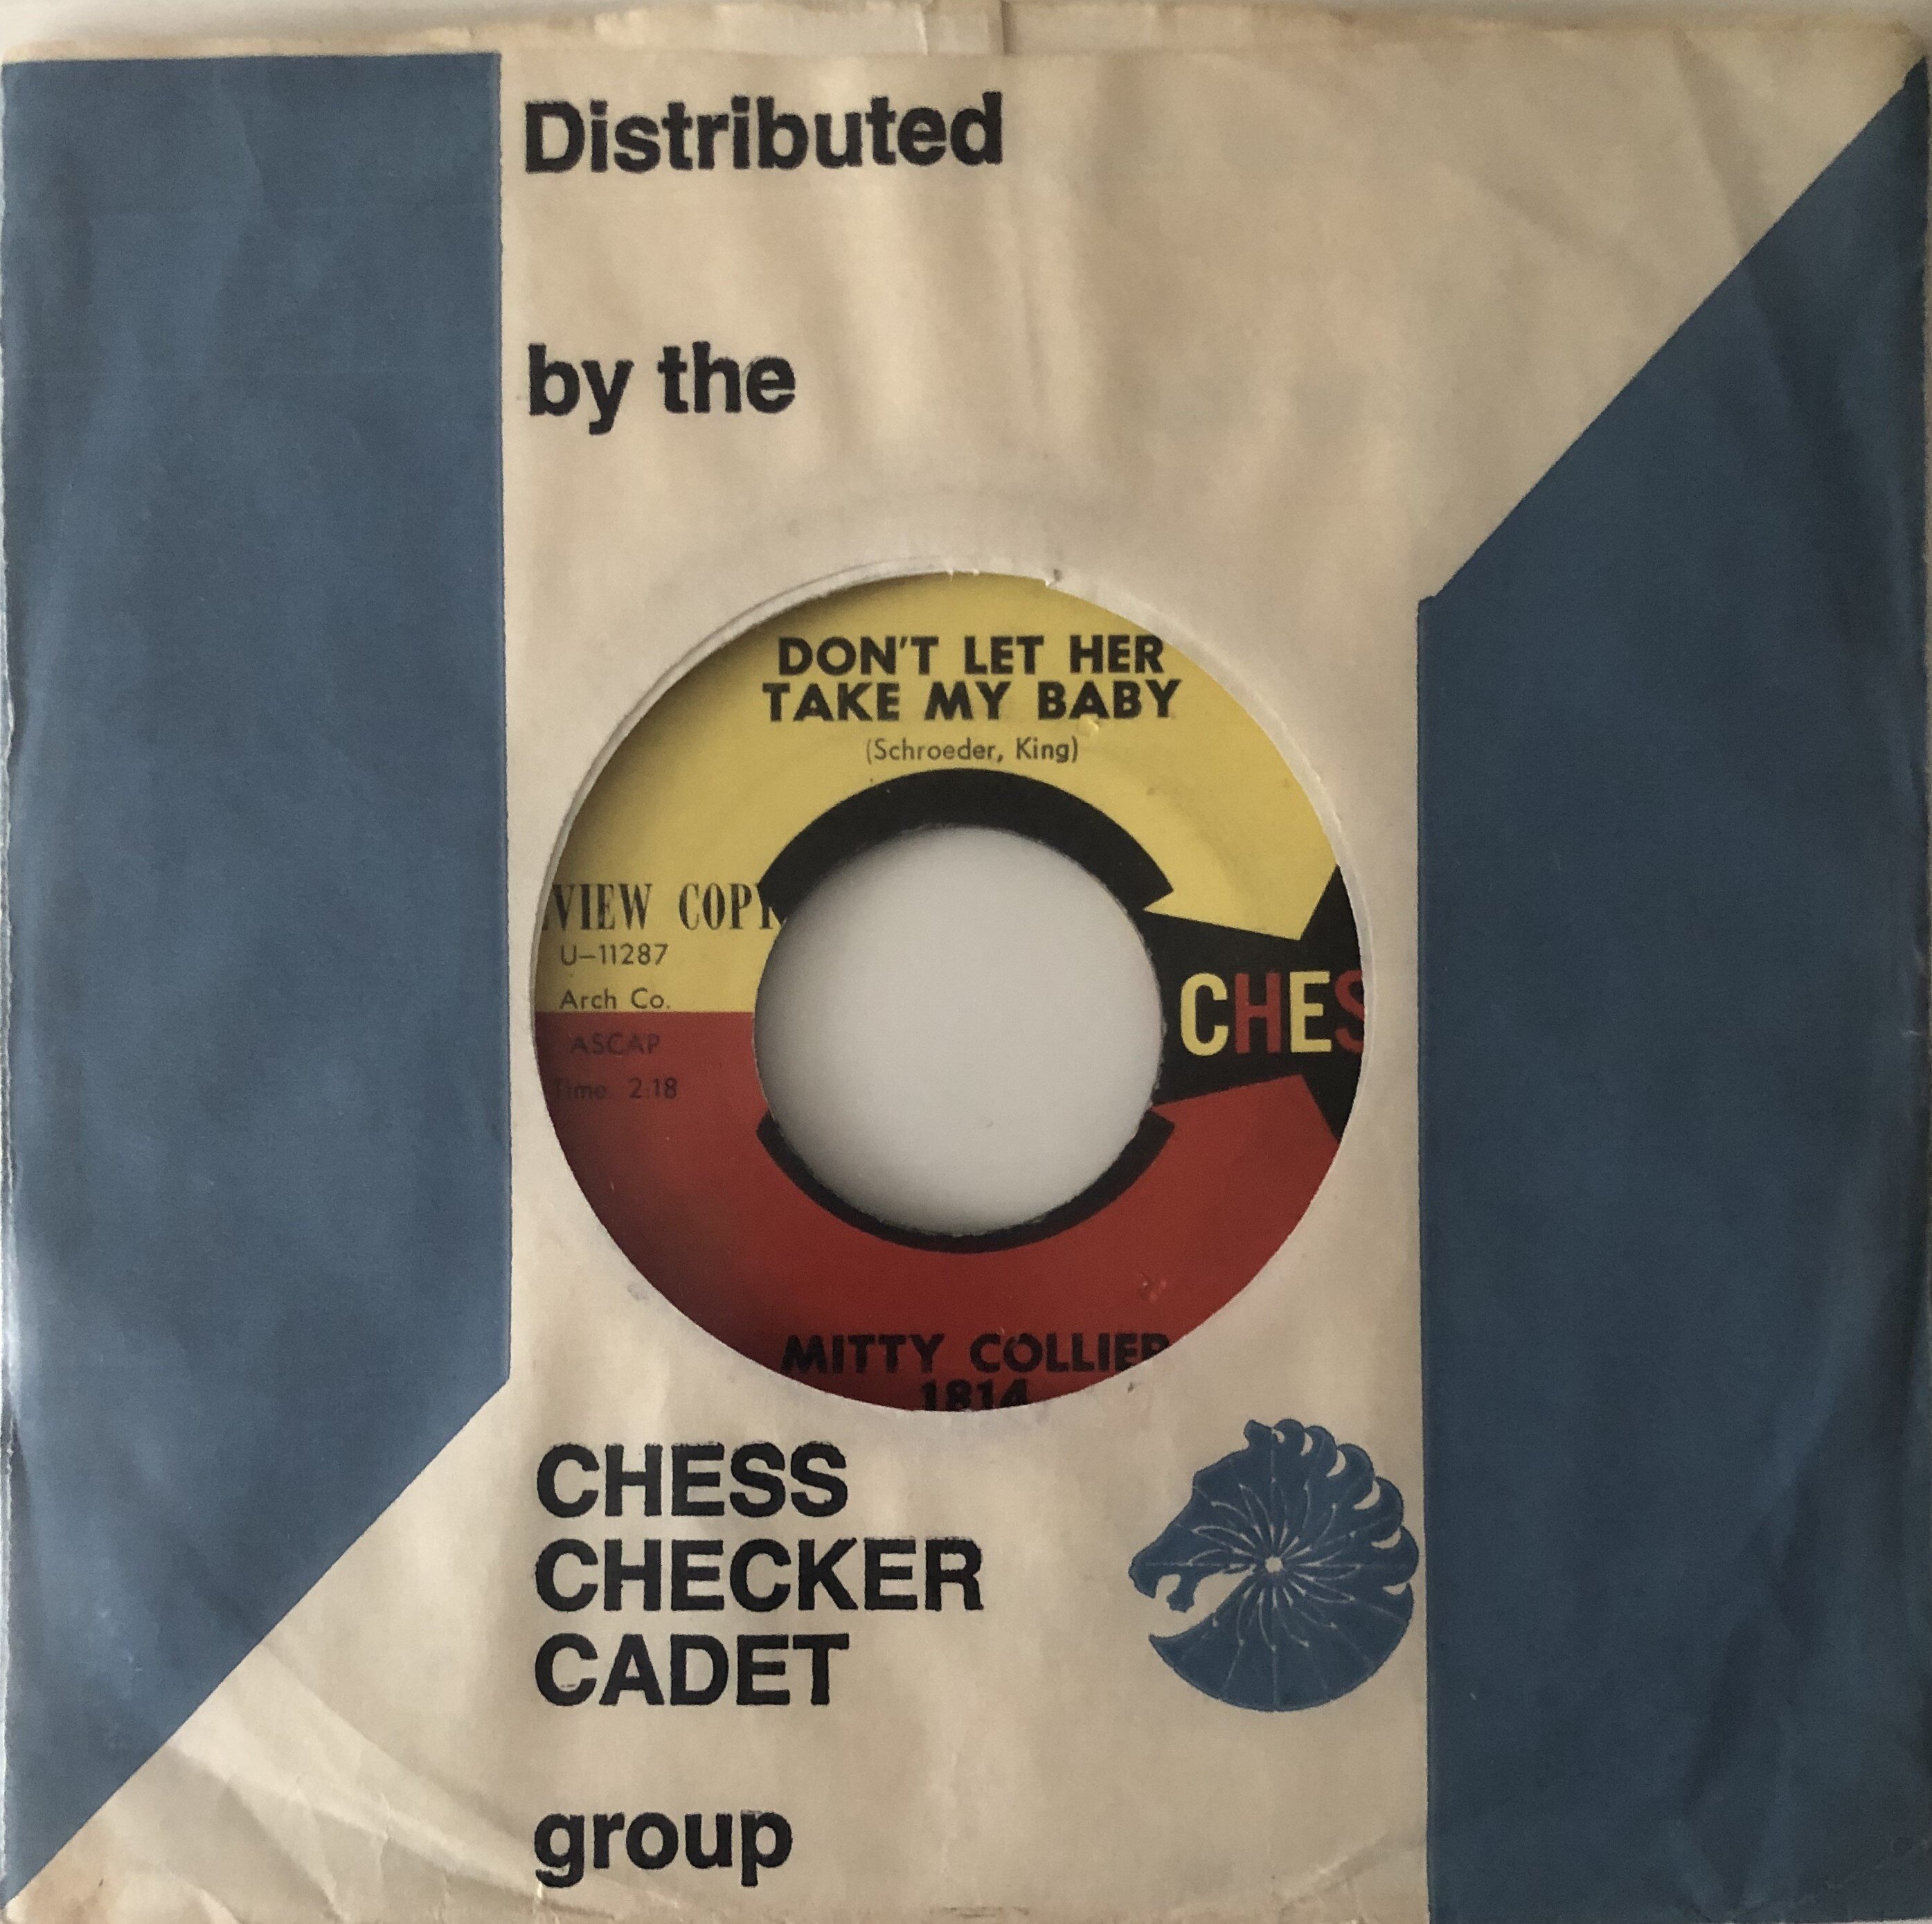 Distributed
by the
DON'T LET HER
TAKE MY BABY
(Schroeder, King)
VIEW COPY
U-11287
Arch Co.
ASCAP
Time: 2:18
CHES
MITTY COLLIER
1814
CHESS
CHECKER
CADET
group